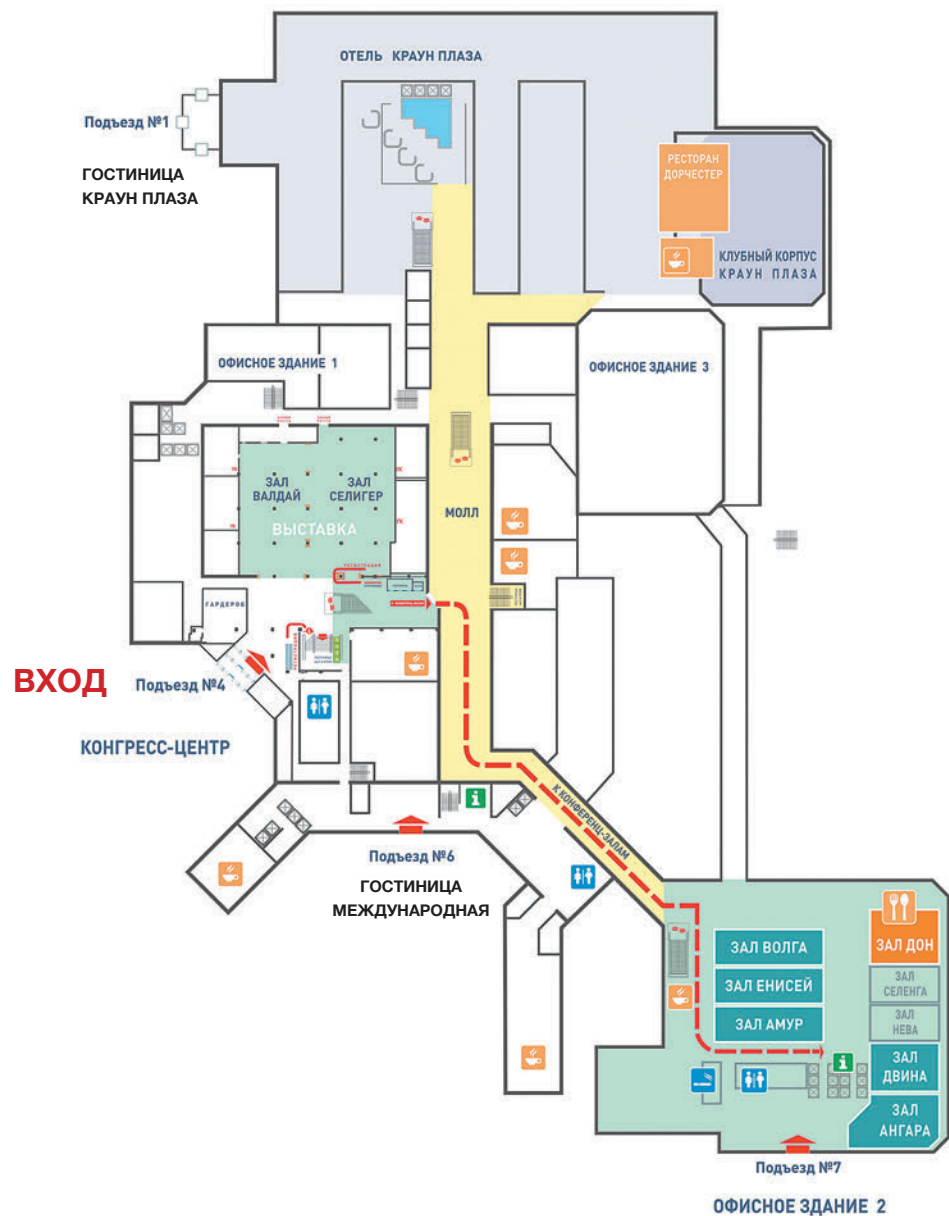 ОТЕЛЬ КРАУН ПЛАЗА
Подъезд №1
ГОСТИНИЦА
КРАУН ПЛАЗА
РЕСТОРАН
ДОРЧЕСТЕР
КЛУБНЫЙ КОРПУС
КРАУН ПЛАЗА
ОФИСНОЕ ЗДАНИЕ 1
ОФИСНОЕ ЗДАНИЕ 3
ЗАЛ
ВАЛДАЙ
ЗАЛ
СЕЛИГЕР
ВЫСТАВКА
МОЛЛ
РЕГИСТРАЦИЯ
ГАРДЕРОБ
РЕГИСТРАЦИЯ
ВХОД
Подъезд №4
КОНГРЕСС-ЦЕНТР
К КОНФЕРЕНЦ-ЗАЛАМ
Подъезд №6
ГОСТИНИЦА
МЕЖДУНАРОДНАЯ
ЗАЛ ВОЛГА
ЗАЛ ДОН
ЗАЛ ЕНИСЕЙ
ЗАЛ
СЕЛЕНГА
ЗАЛ АМУР
ЗАЛ
НЕВА
ЗАЛ
ДВИНА
ЗАЛ
АНГАРА
Подъезд №7
ОФИСНОЕ ЗДАНИЕ 2